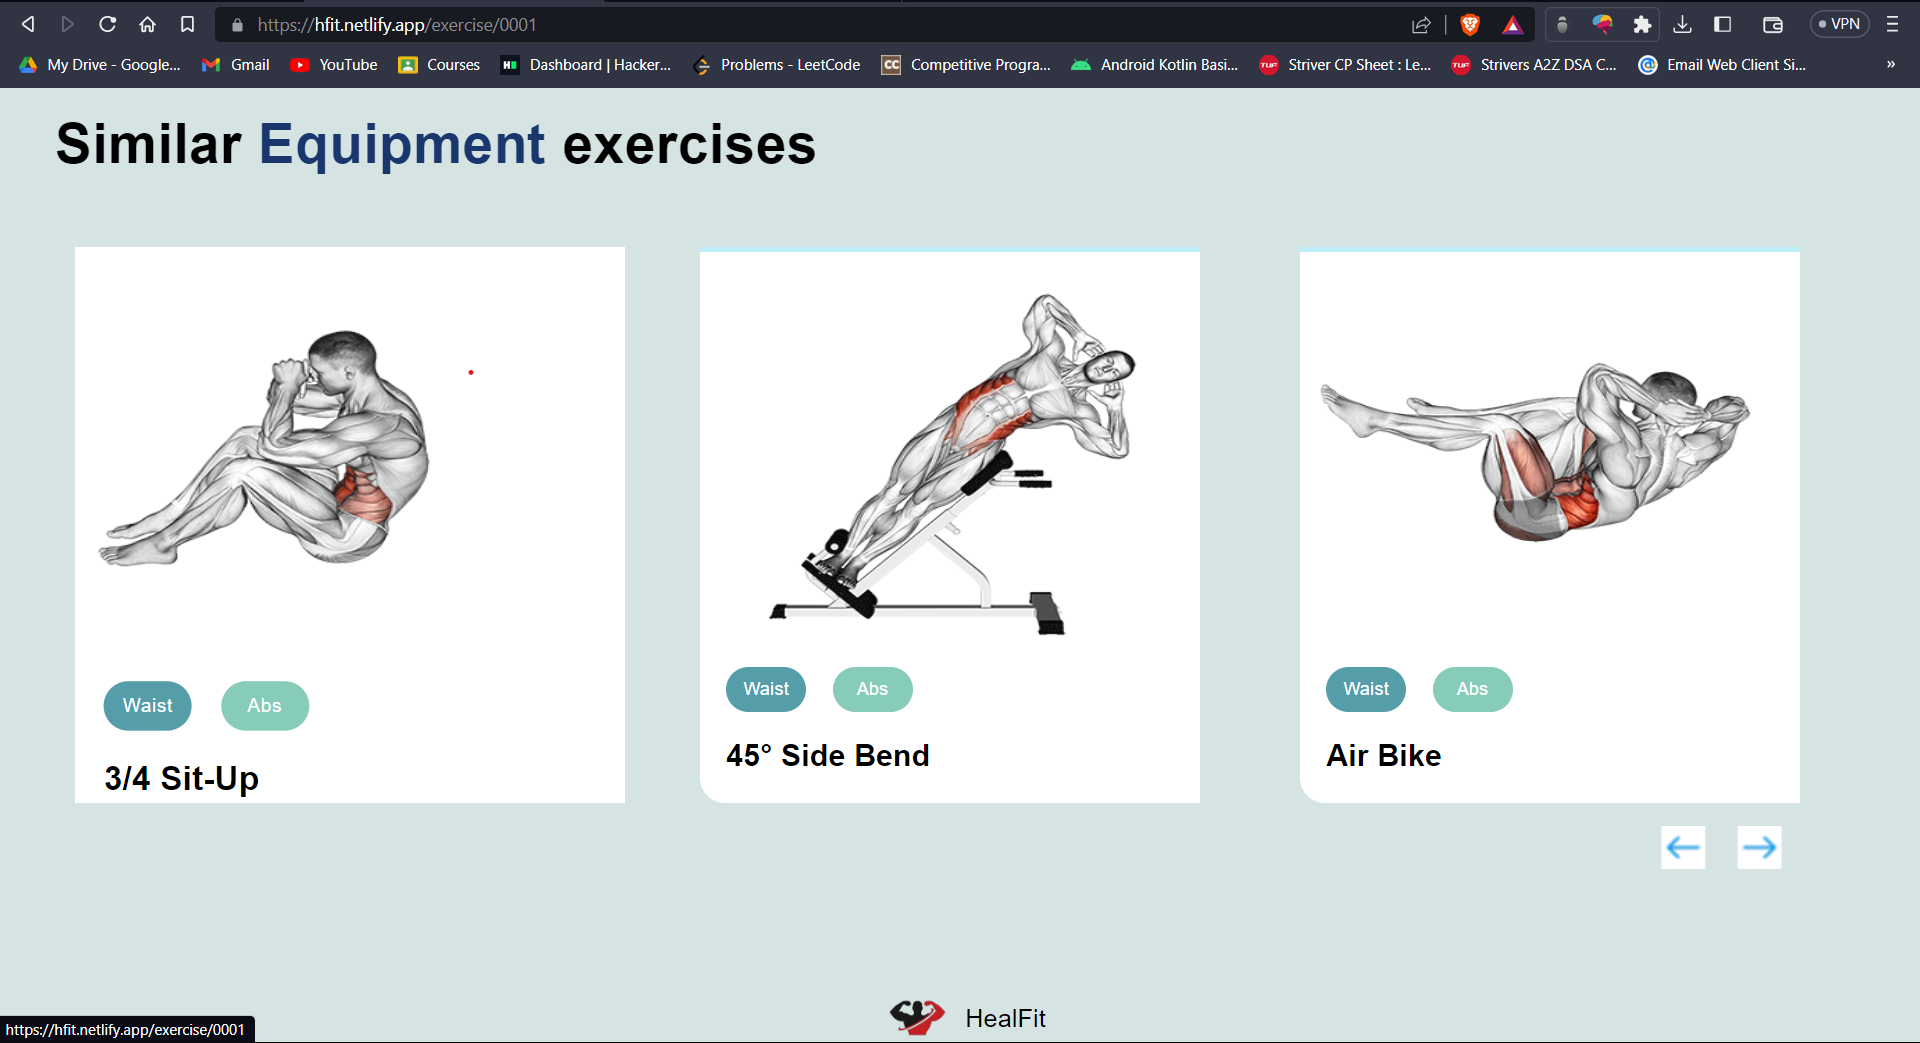 https://hfit.netlify.app/exercise/0001
VPN
My Drive - Google... Gmail YouTube Courses Dashboard | Hacker... Problems - LeetCode Competitive Progra... Android Kotlin Basi... Striver CP Sheet : Le... Strivers A2Z DSA C... Email Web Client Si... »
Similar Equipment exercises
Waist Abs
3/4 Sit-Up
Waist Abs
45° Side Bend
Waist Abs
Air Bike
HealFit
https://hfit.netlify.app/exercise/0001